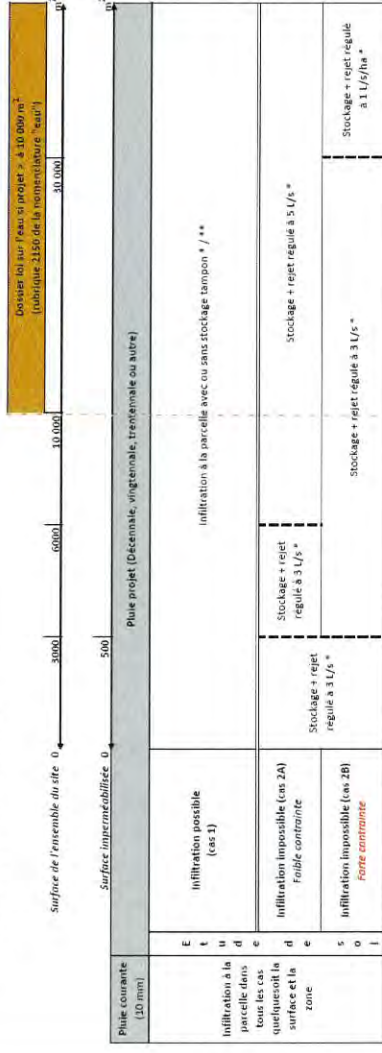 Dossier loi sur l'eau si projet > à 10 000 m²
(rubrique 2150 de la nomenclature "eau")
Surface de l'ensemble du site 0 3000 6000 10 000 30 000
Surface imperméabilisée 0 500
Pluie courante
(10 mm)
Pluie projet (Décennale, vingtennale, trentennale ou autre)
Infiltration à la
parcelle dans
tous les cas
quelquesoit la
surface et la
zone
E
t
u
d
e
d
e
s
o
l
Infiltration possible
(cas 1)
Infiltration à la parcelle avec ou sans stockage tampon * / **
Infiltration impossible (cas 2A)
Faible contrainte
Stockage + rejet
régulé à 3 L/s *
Stockage + rejet
régulé à 3 L/s *
Stockage + rejet régulé à 5 L/s *
Infiltration impossible (cas 2B)
Forte contrainte
Stockage + rejet régulé à 3 L/s *
Stockage + rejet régulé
à 1 L/s/ha *